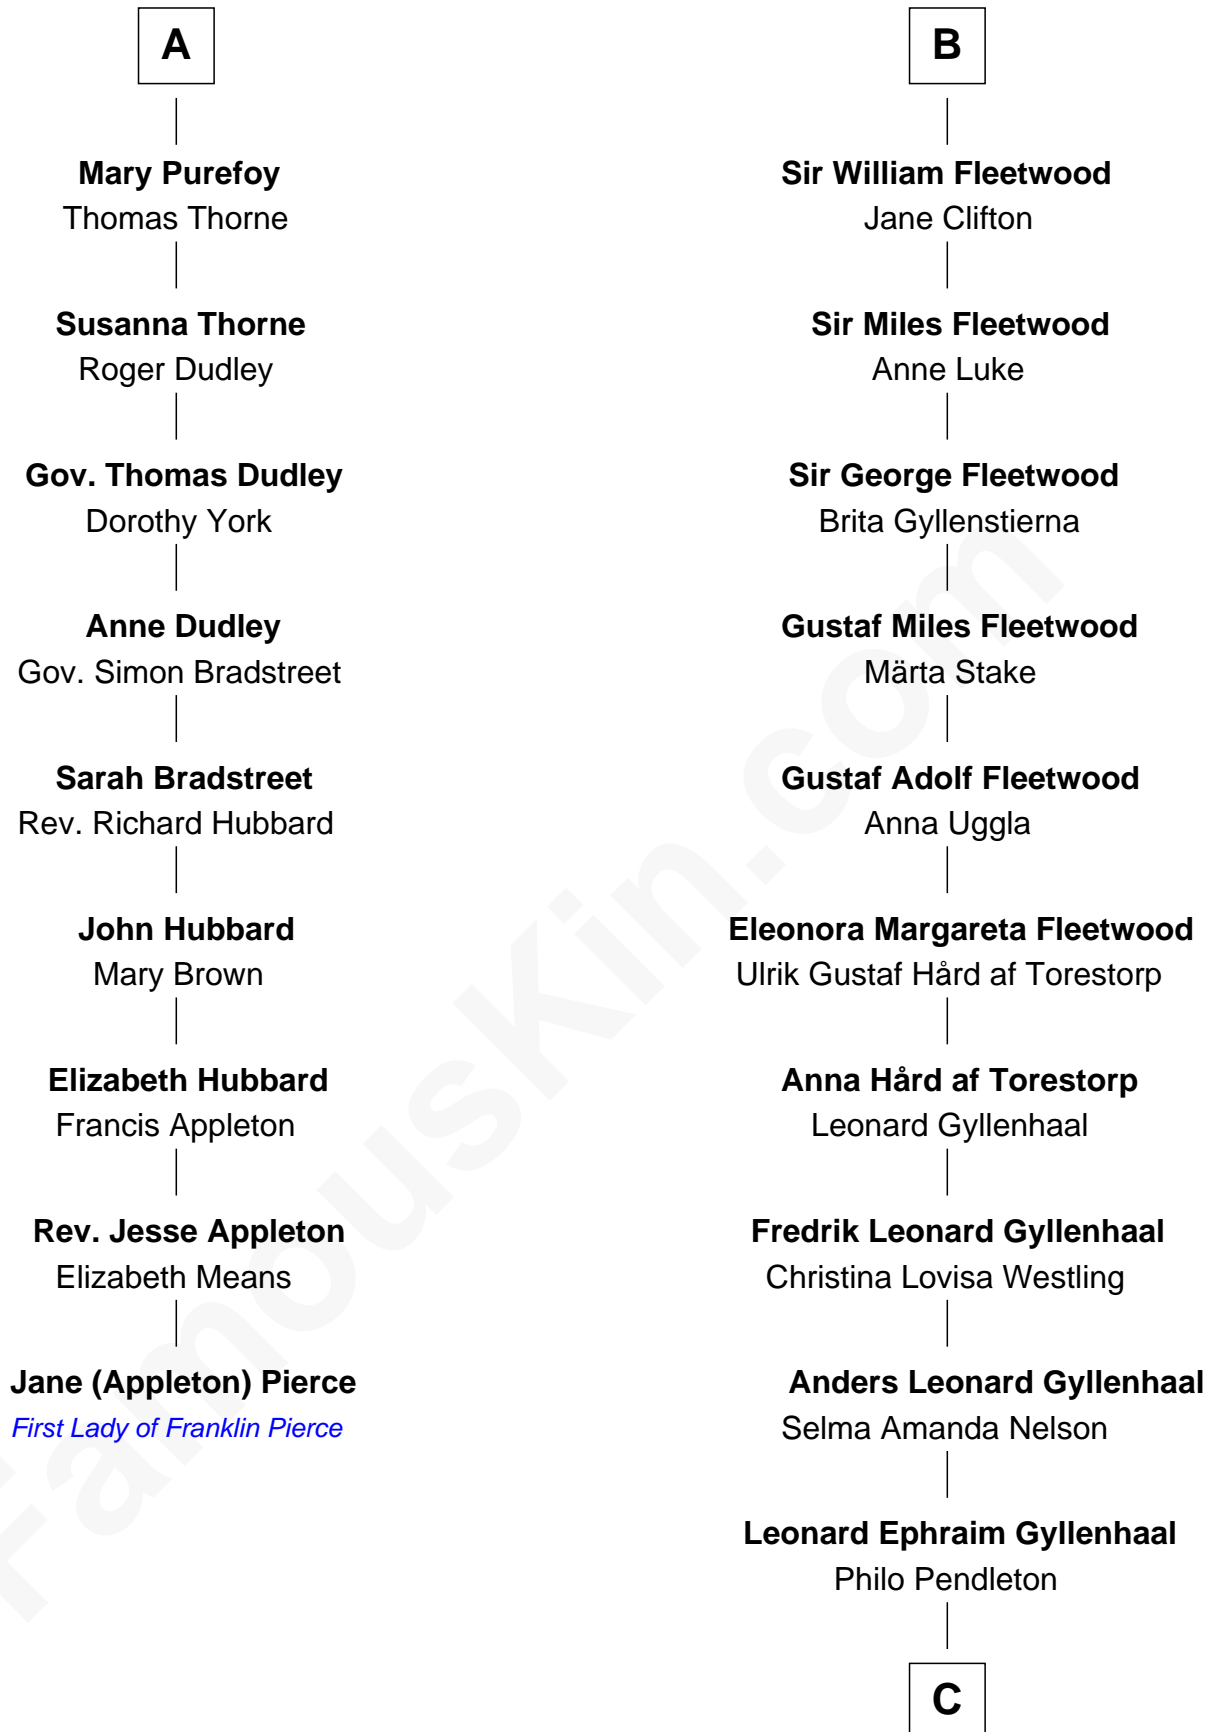 A
Mary Purefoy
Thomas Thorne
Susanna Thorne
Roger Dudley
Gov. Thomas Dudley
Dorothy York
Anne Dudley
Gov. Simon Bradstreet
Sarah Bradstreet
Rev. Richard Hubbard
John Hubbard
Mary Brown
Elizabeth Hubbard
Francis Appleton
Rev. Jesse Appleton
Elizabeth Means
Jane (Appleton) Pierce
First Lady of Franklin Pierce
B
Sir William Fleetwood
Jane Clifton
Sir Miles Fleetwood
Anne Luke
Sir George Fleetwood
Brita Gyllenstierna
Gustaf Miles Fleetwood
Märta Stake
Gustaf Adolf Fleetwood
Anna Uggla
Eleonora Margareta Fleetwood
Ulrik Gustaf Hård af Torestorp
Anna Hård af Torestorp
Leonard Gyllenhaal
Fredrik Leonard Gyllenhaal
Christina Lovisa Westling
Anders Leonard Gyllenhaal
Selma Amanda Nelson
Leonard Ephraim Gyllenhaal
Philo Pendleton
C
FamousKin.com